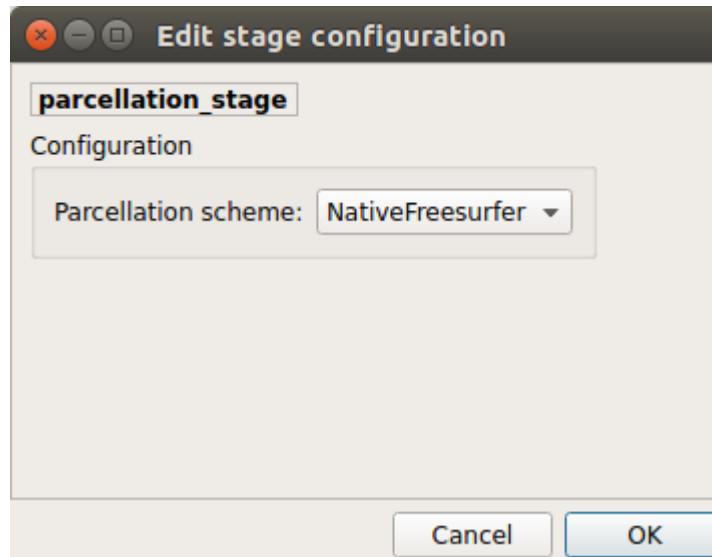 Edit stage configuration
parcellation_stage
Configuration
Parcellation scheme: NativeFreesurfer
Cancel OK